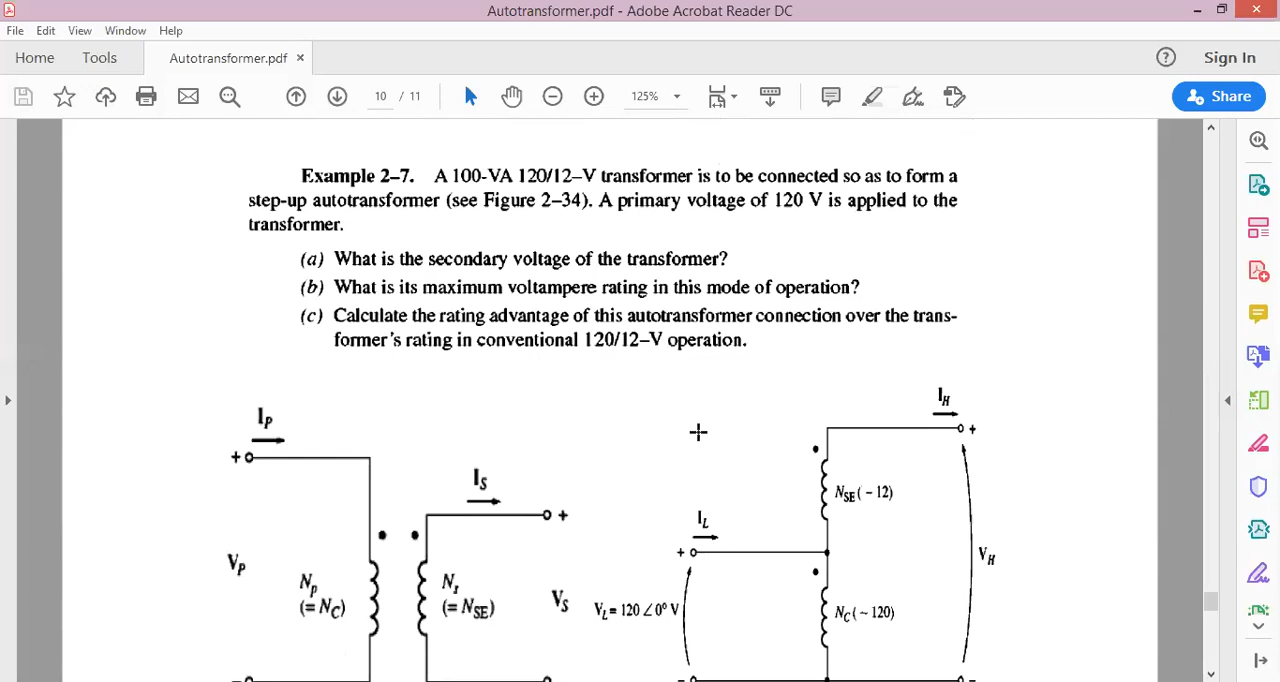 Autotransformer.pdf - Adobe Acrobat Reader DC
File Edit View Window Help
Home Tools Autotransformer.pdf × Sign In
10 / 11 125% Share
Example 2–7. A 100-VA 120/12–V transformer is to be connected so as to form a
step-up autotransformer (see Figure 2–34). A primary voltage of 120 V is applied to the
transformer.
(a) What is the secondary voltage of the transformer?
(b) What is its maximum voltampere rating in this mode of operation?
(c) Calculate the rating advantage of this autotransformer connection over the trans-
former's rating in conventional 120/12–V operation.
I_H
I_P
+ +
I_S
N_SE (~ 12)
+ I_L
+
V_P N_p N_s V_H
(= N_C) (= N_SE) V_S V_L = 120 ∠ 0° V N_C (~ 120)
− −